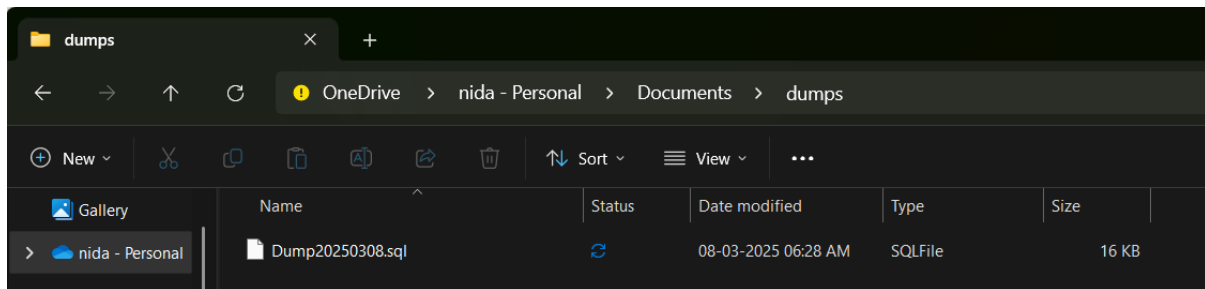 dumps
OneDrive > nida - Personal > Documents > dumps
New Sort View
Name Status Date modified Type Size
Gallery
nida - Personal
Dump20250308.sql 08-03-2025 06:28 AM SQLFile 16 KB